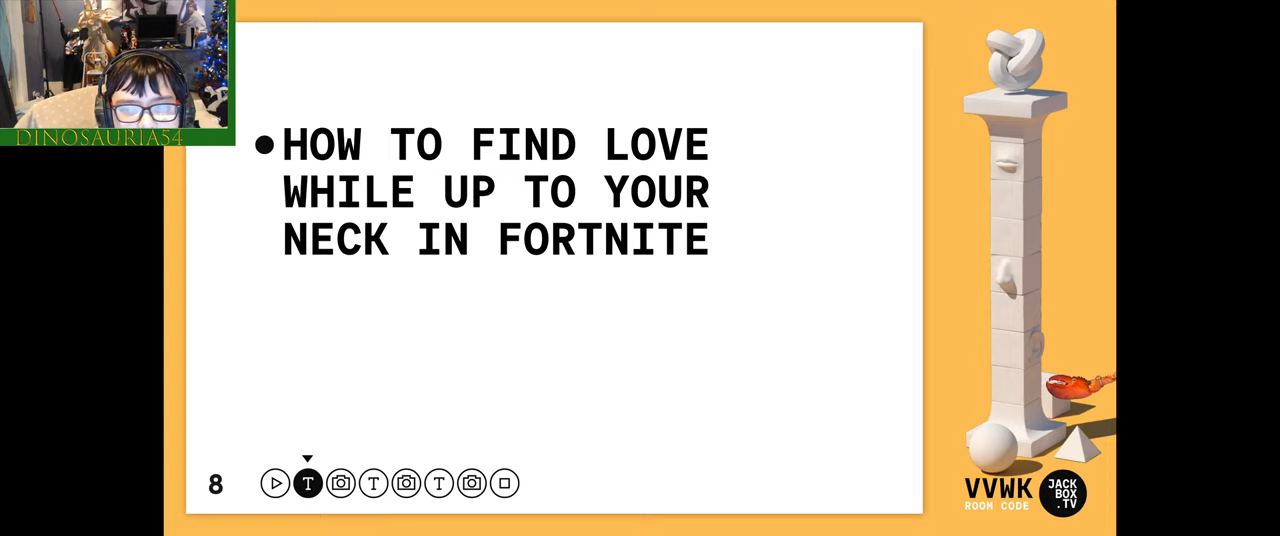 DINOSAURIA54
●HOW TO FIND LOVE
WHILE UP TO YOUR
NECK IN FORTNITE
8
T T T
VVWK
ROOM CODE
JACK
BOX
.TV